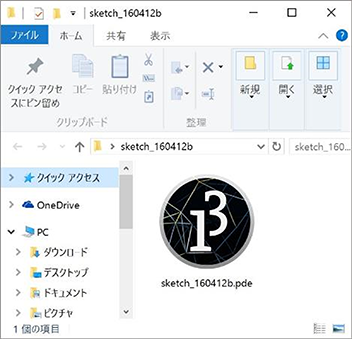 sketch_160412b
ファイル ホーム 共有 表示
クイック アクセス
にピン留め
コピー
貼り付け
新規
開く
選択
クリップボード
整理
sketch_160412b
sketch_160...
クイック アクセス
OneDrive
PC
ダウンロード
デスクトップ
ドキュメント
ピクチャ
sketch_160412b.pde
1 個の項目